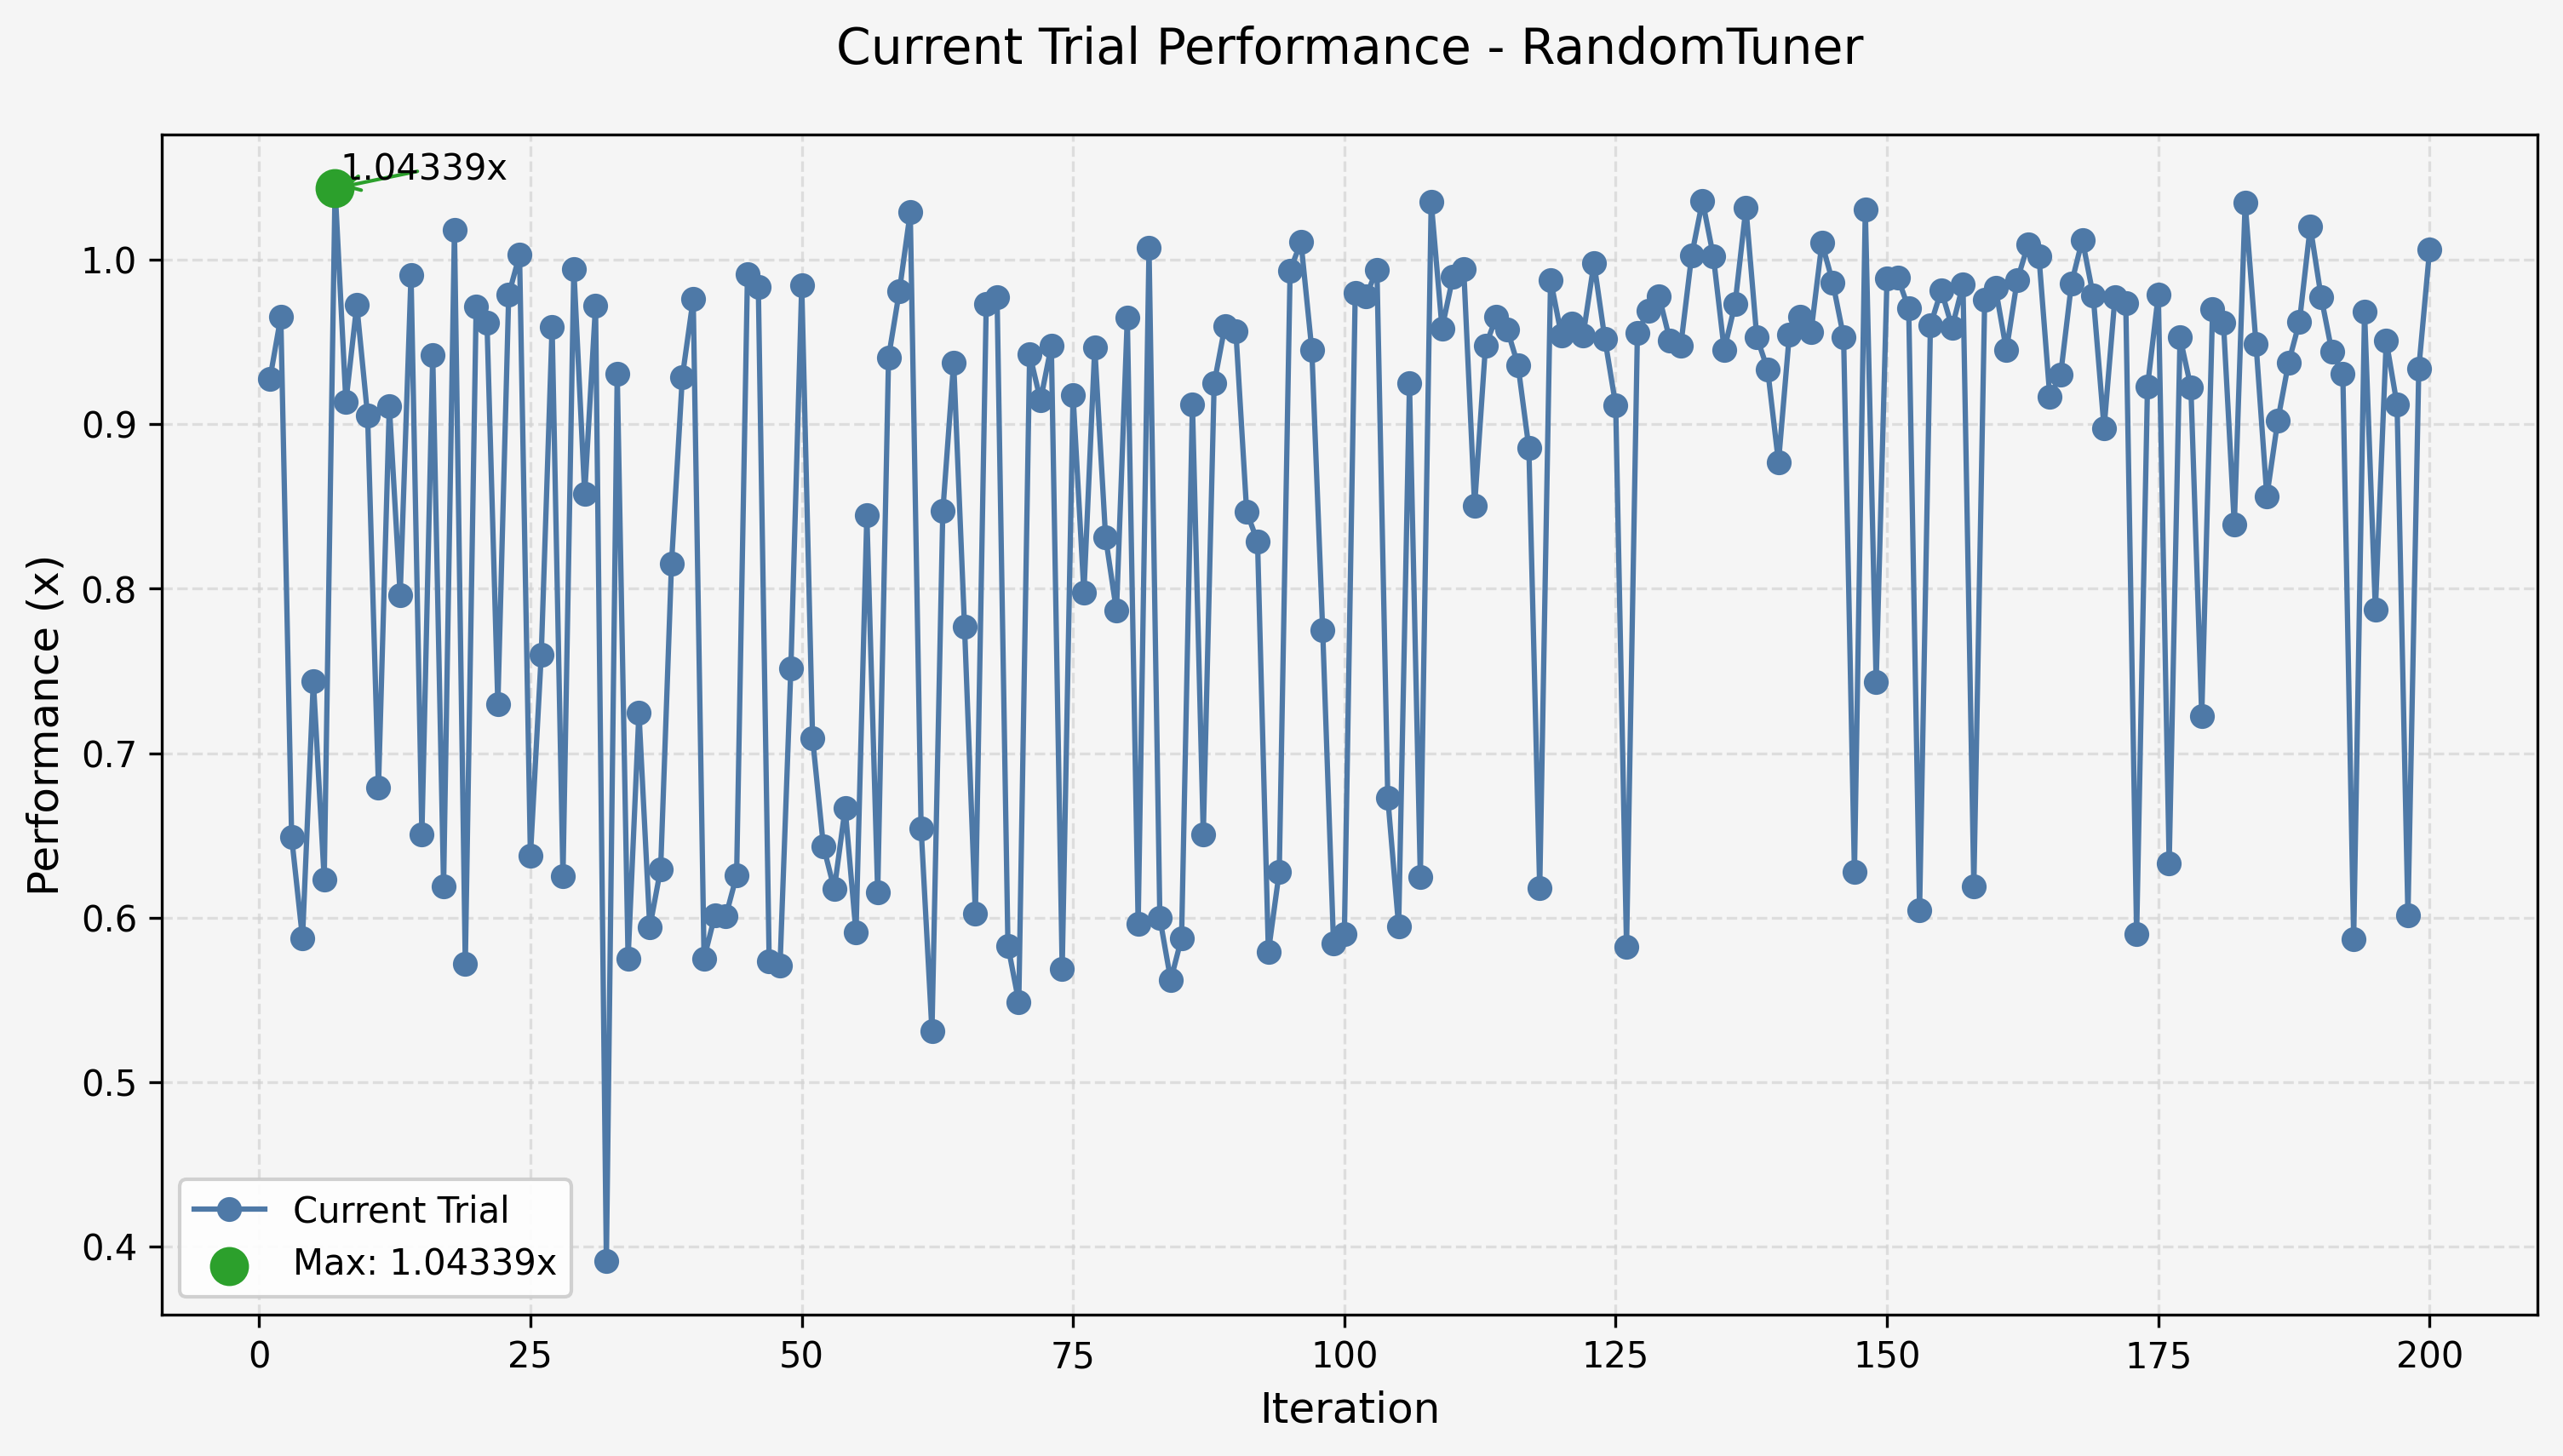 Current Trial Performance - RandomTuner
1.04339x
1.0
0.9
0.8
0.7
0.6
0.5
0.4
Performance (x)
Current Trial
Max: 1.04339x
0 25 50 75 100 125 150 175 200
Iteration